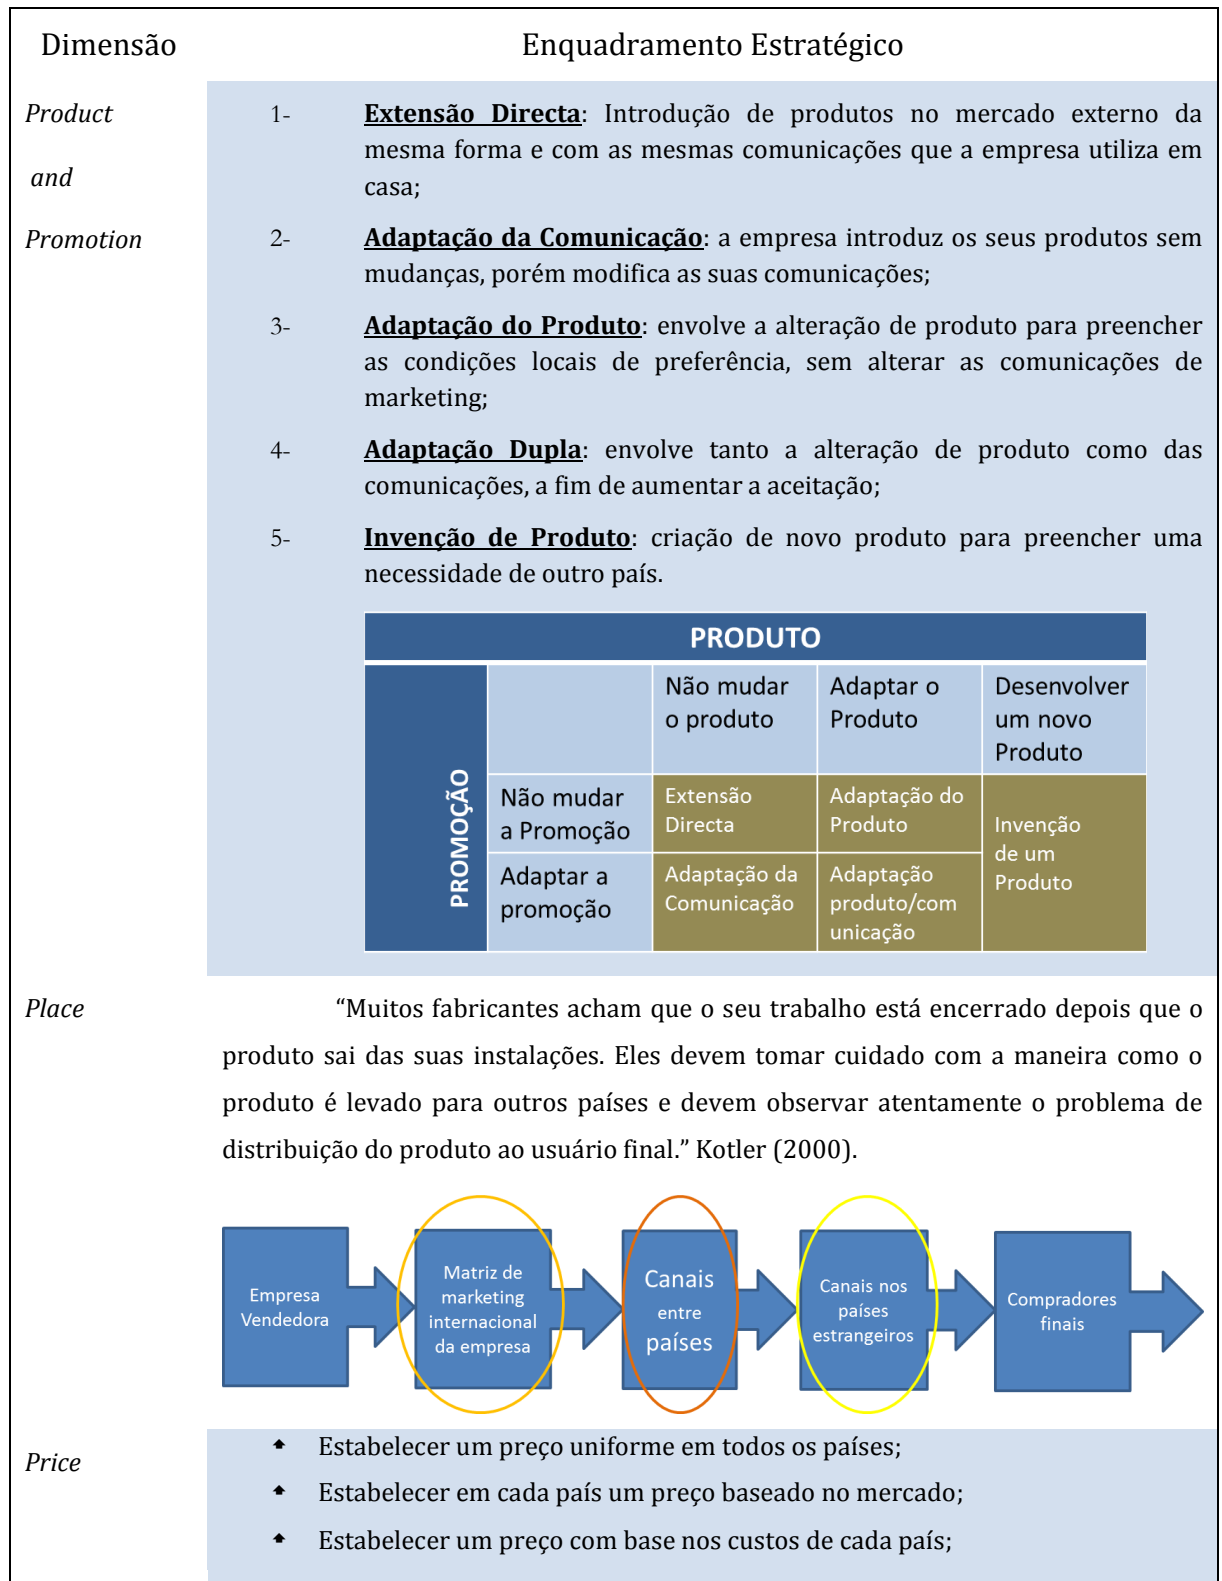 Dimensão Enquadramento Estratégico
Product
and
Promotion
1- Extensão Directa: Introdução de produtos no mercado externo da
mesma forma e com as mesmas comunicações que a empresa utiliza em
casa;
2- Adaptação da Comunicação: a empresa introduz os seus produtos sem
mudanças, porém modifica as suas comunicações;
3- Adaptação do Produto: envolve a alteração de produto para preencher
as condições locais de preferência, sem alterar as comunicações de
marketing;
4- Adaptação Dupla: envolve tanto a alteração de produto como das
comunicações, a fim de aumentar a aceitação;
5- Invenção de Produto: criação de novo produto para preencher uma
necessidade de outro país.
PRODUTO
PROMOÇÃO
Não mudar
o produto
Adaptar o
Produto
Desenvolver
um novo
Produto
Não mudar
a Promoção
Extensão
Directa
Adaptação do
Produto
Invenção
de um
Produto
Adaptar a
promoção
Adaptação da
Comunicação
Adaptação
produto/com
unicação
Place
“Muitos fabricantes acham que o seu trabalho está encerrado depois que o
produto sai das suas instalações. Eles devem tomar cuidado com a maneira como o
produto é levado para outros países e devem observar atentamente o problema de
distribuição do produto ao usuário final.” Kotler (2000).
Empresa
Vendedora
Matriz de
marketing
internacional
da empresa
Canais
entre
países
Canais nos
países
estrangeiros
Compradores
finais
Price
Estabelecer um preço uniforme em todos os países;
Estabelecer em cada país um preço baseado no mercado;
Estabelecer um preço com base nos custos de cada país;